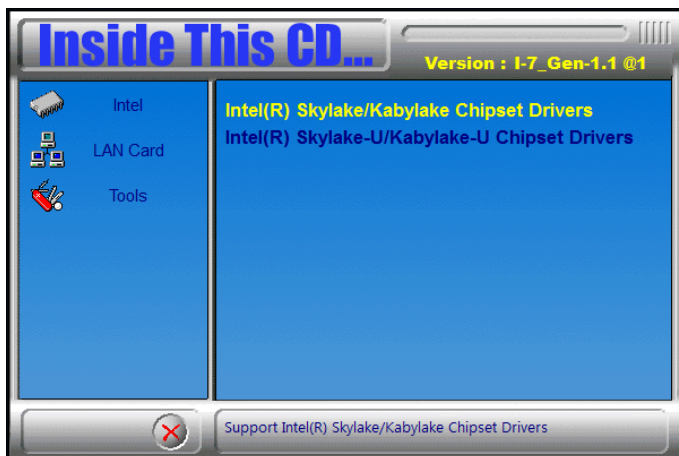 Inside This CD...
Version : I-7_Gen-1.1 @1
Intel
LAN Card
Tools
Intel(R) Skylake/Kabylake Chipset Drivers
Intel(R) Skylake-U/Kabylake-U Chipset Drivers
Support Intel(R) Skylake/Kabylake Chipset Drivers